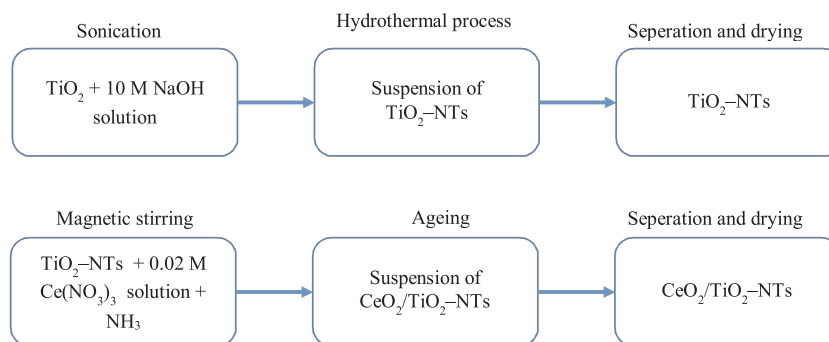 Sonication
Hydrothermal process
Seperation and drying
TiO₂ + 10 M NaOH
solution
Suspension of
TiO₂–NTs
TiO₂–NTs
Magnetic stirring
Ageing
Seperation and drying
TiO₂–NTs + 0.02 M
Ce(NO₃)₃ solution +
NH₃
Suspension of
CeO₂/TiO₂–NTs
CeO₂/TiO₂–NTs